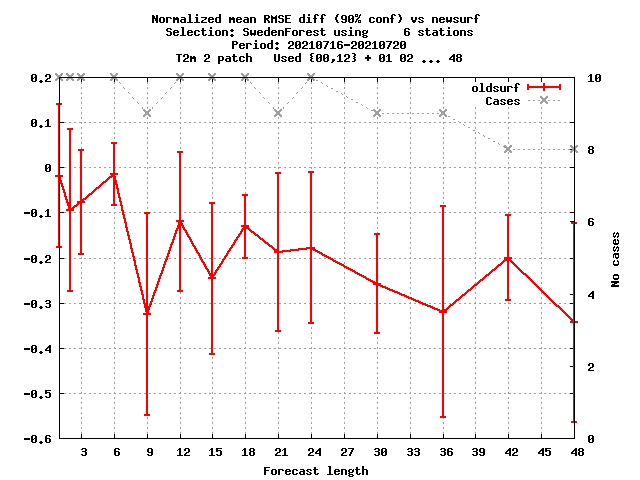 Normalized mean RMSE diff (90% conf) vs newsurf
Selection: SwedenForest using     6 stations
Period: 20210716-20210720
T2m 2 patch   Used {00,12} + 01 02 ... 48
oldsurf
Cases
0.2
0.1
0
-0.1
-0.2
-0.3
-0.4
-0.5
-0.6
10
8
6
4
2
0
No cases
3 6 9 12 15 18 21 24 27 30 33 36 39 42 45 48
Forecast length